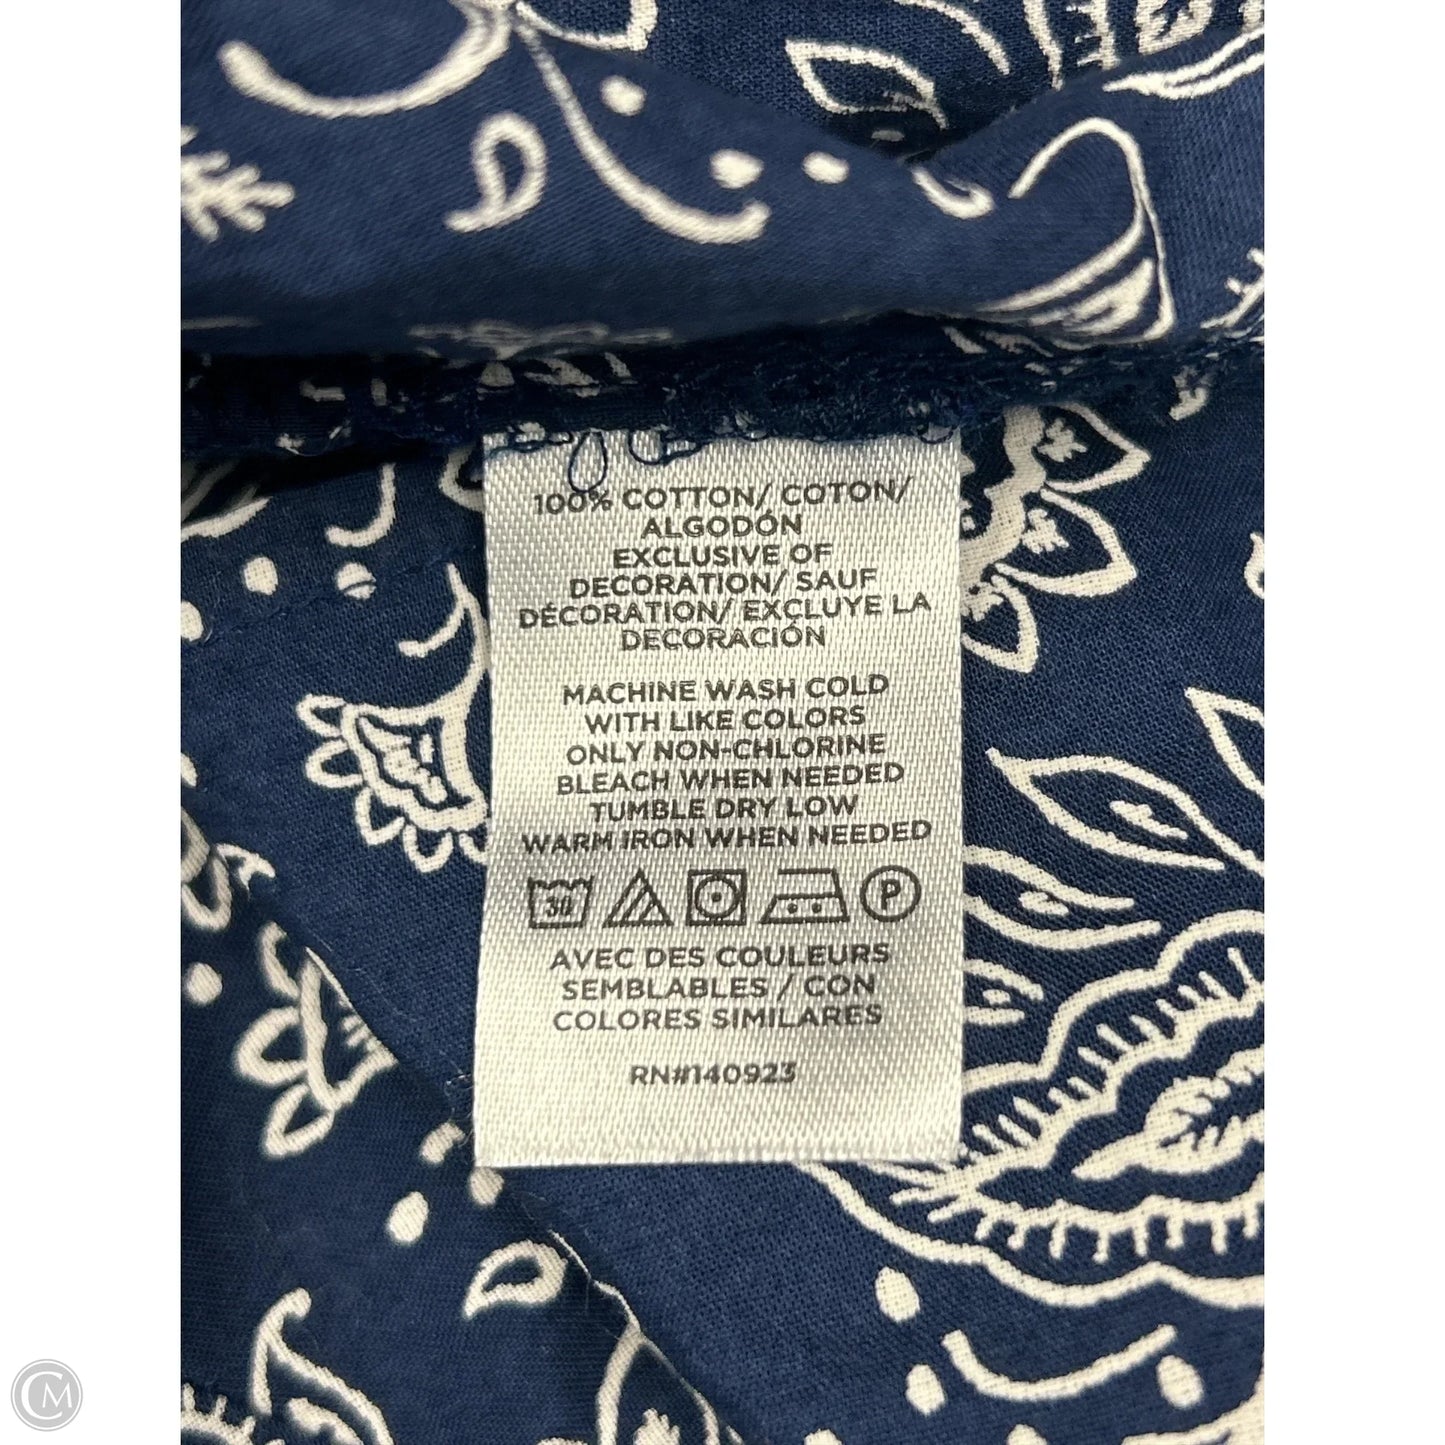 100% COTTON/ COTON/
ALGODÓN
EXCLUSIVE OF
DECORATION/ SAUF
DÉCORATION/ EXCLUYE LA
DECORACIÓN
MACHINE WASH COLD
WITH LIKE COLORS
ONLY NON-CHLORINE
BLEACH WHEN NEEDED
TUMBLE DRY LOW
WARM IRON WHEN NEEDED
30 P
AVEC DES COULEURS
SEMBLABLES / CON
COLORES SIMILARES
RN#140923
CM